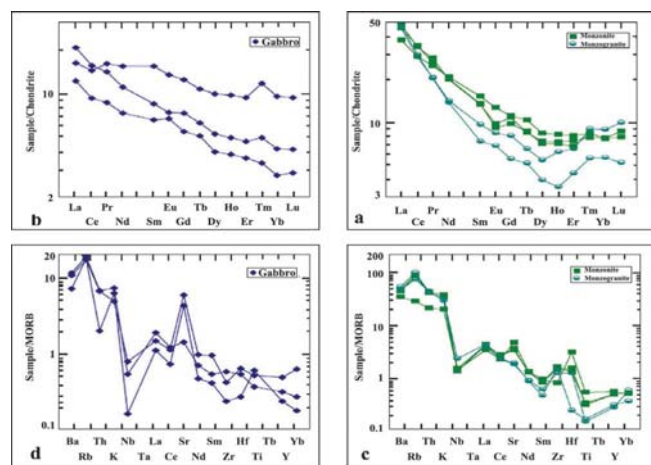 Gabbro
10
2
Sample/Chondrite
La Pr Eu Tb Ho Tm Lu
Ce Nd Sm Gd Dy Er Yb
b
50
10
3
Sample/Chondrite
Monzonito
Monzogranite
La Pr Eu Tb Ho Tm Lu
Ce Nd Sm Gd Dy Er Yb
a
20
10
1
0.1
Sample/MORB
Gabbro
Ba Th Nb La Sr Sm Hf Tb Yb
Rb K Ta Ce Nd Zr Ti Y
d
200
100
10
1
0.1
Sample/MORB
Monzonito
Monzogranite
Ba Th Nb La Sr Sm Hf Tb Yb
Rb K Ta Ce Nd Zr Ti Y
c